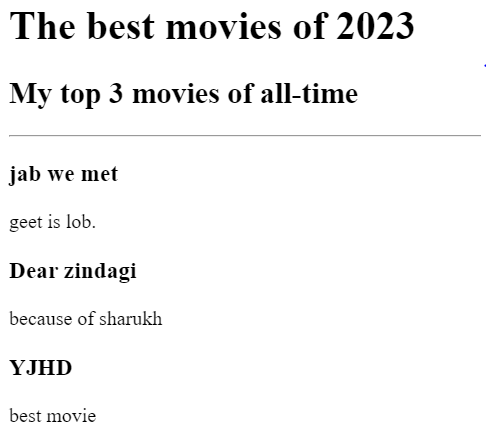 The best movies of 2023
My top 3 movies of all-time
jab we met
geet is lob.
Dear zindagi
because of sharukh
YJHD
best movie